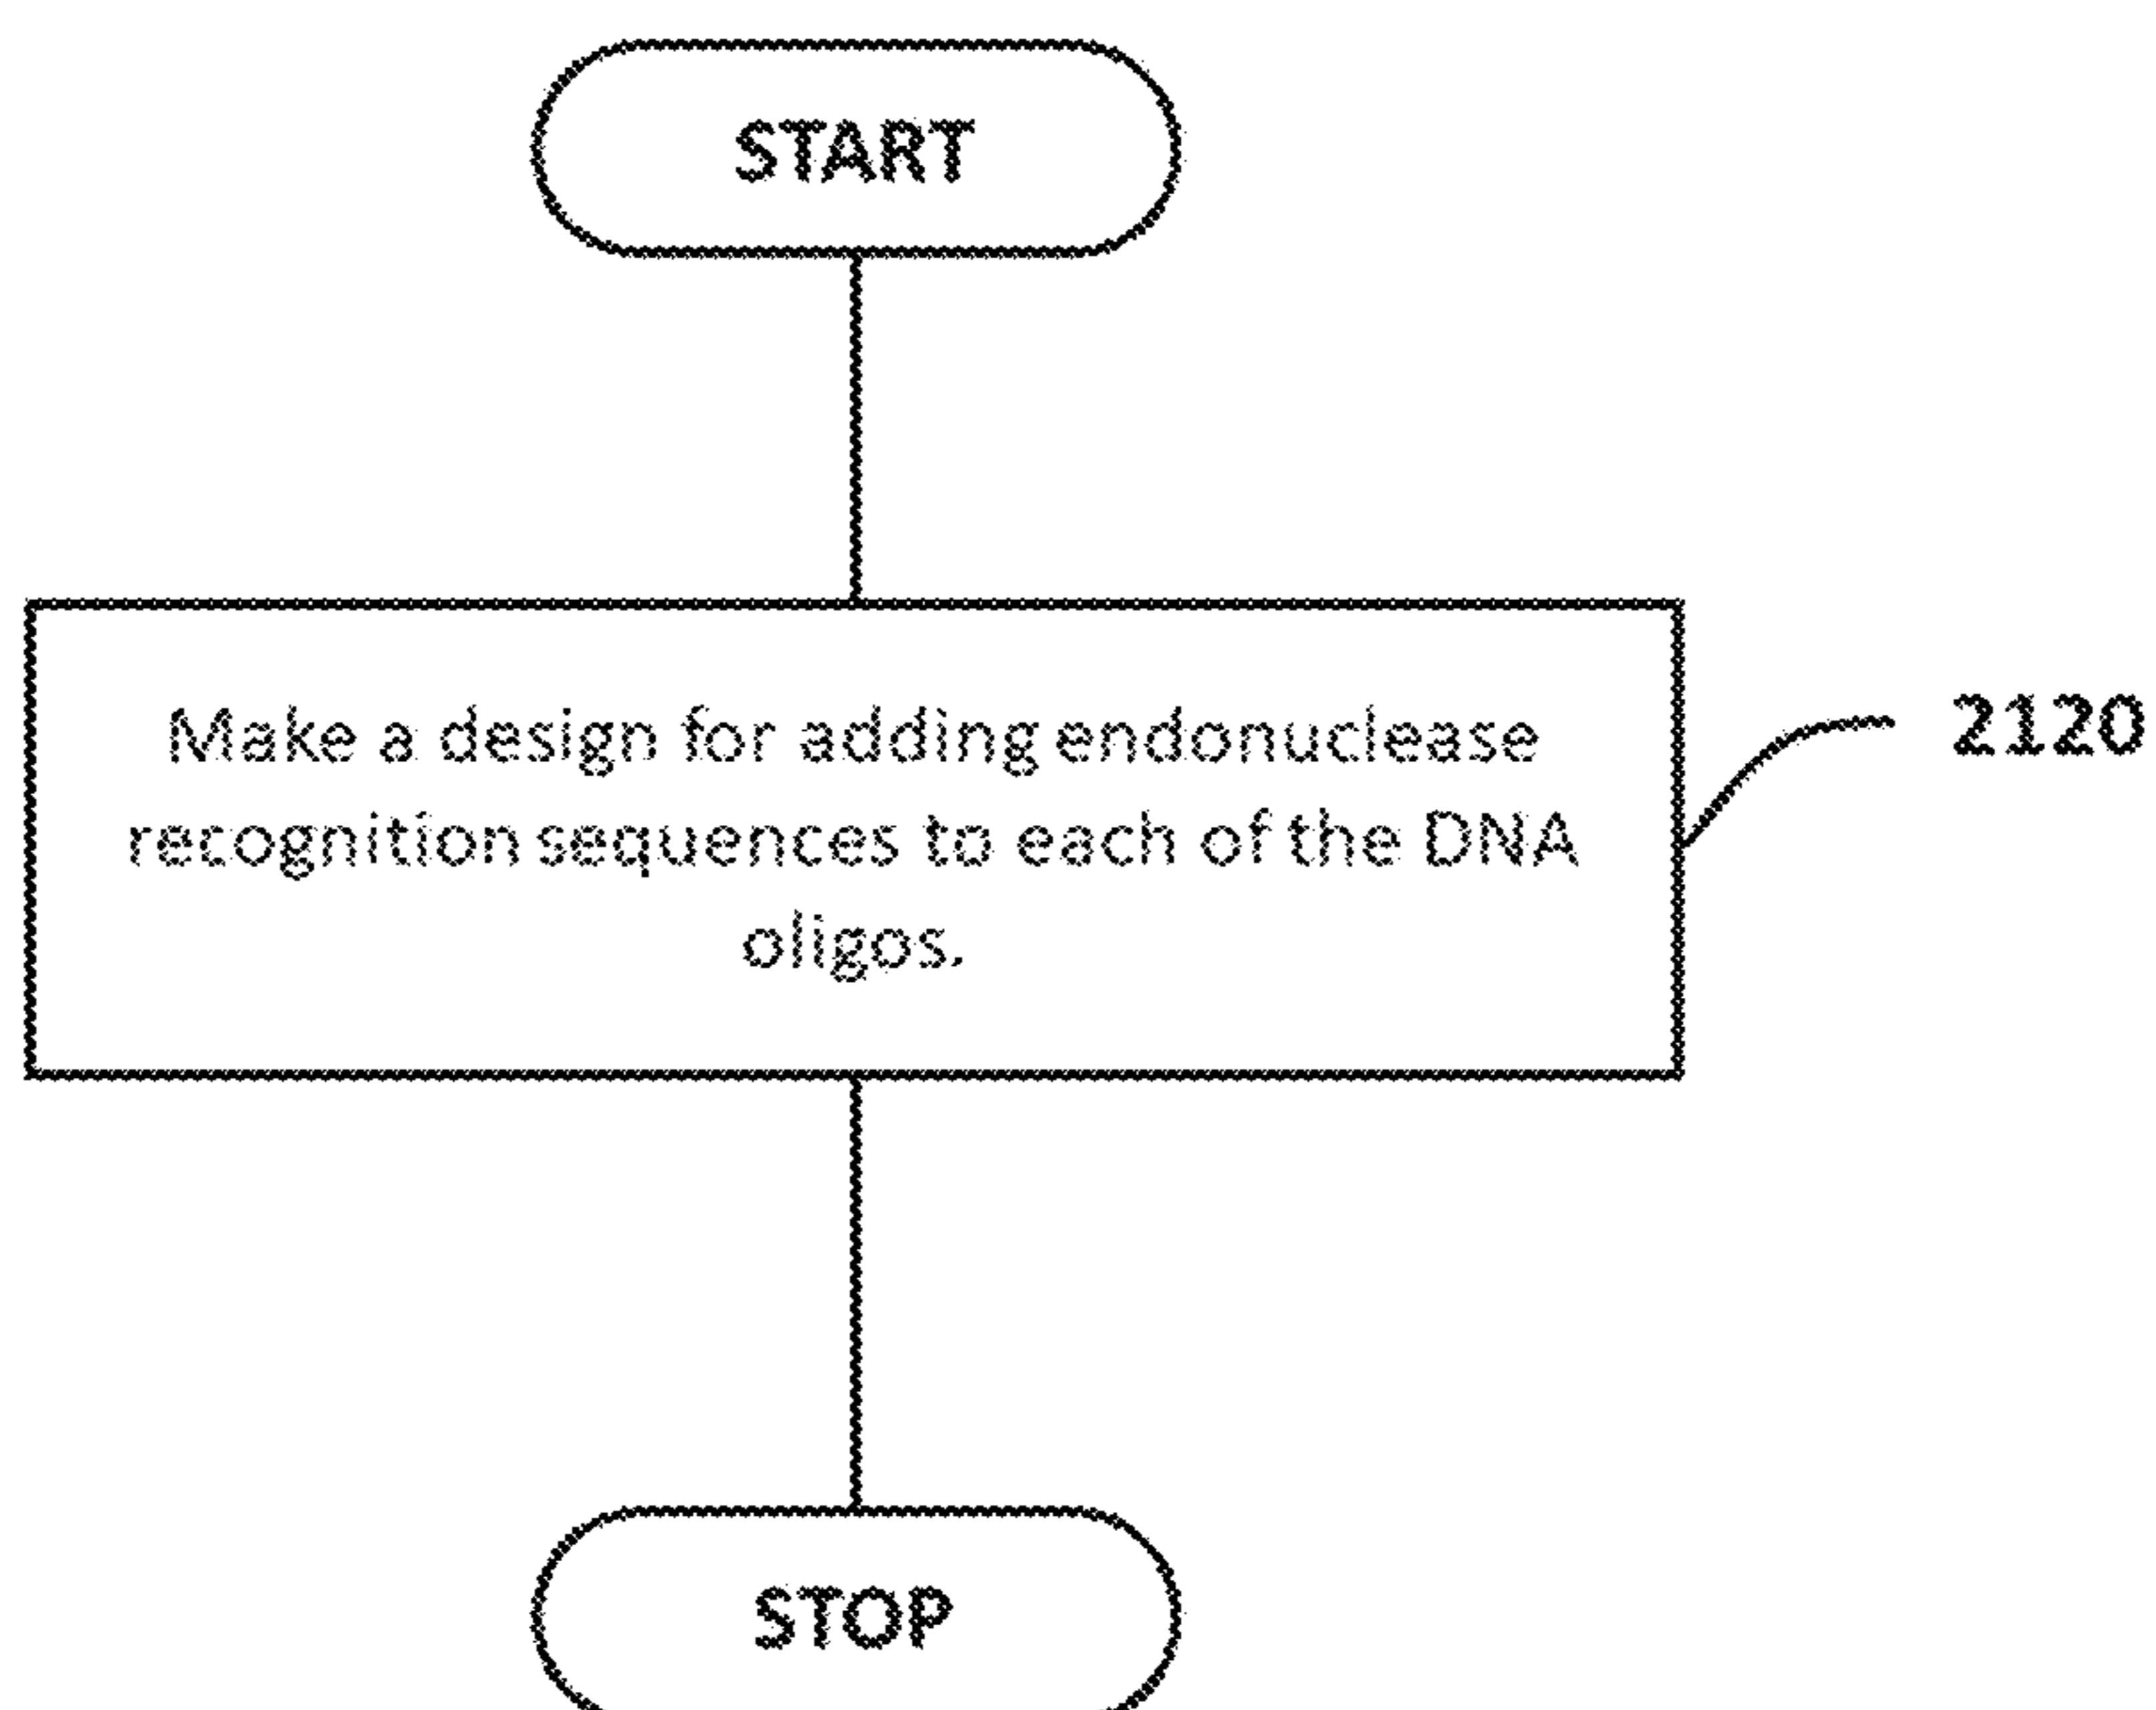 START
Make a design for adding endonuclease
2120
recognition sequences to each of the DNA
oligos.
STOP